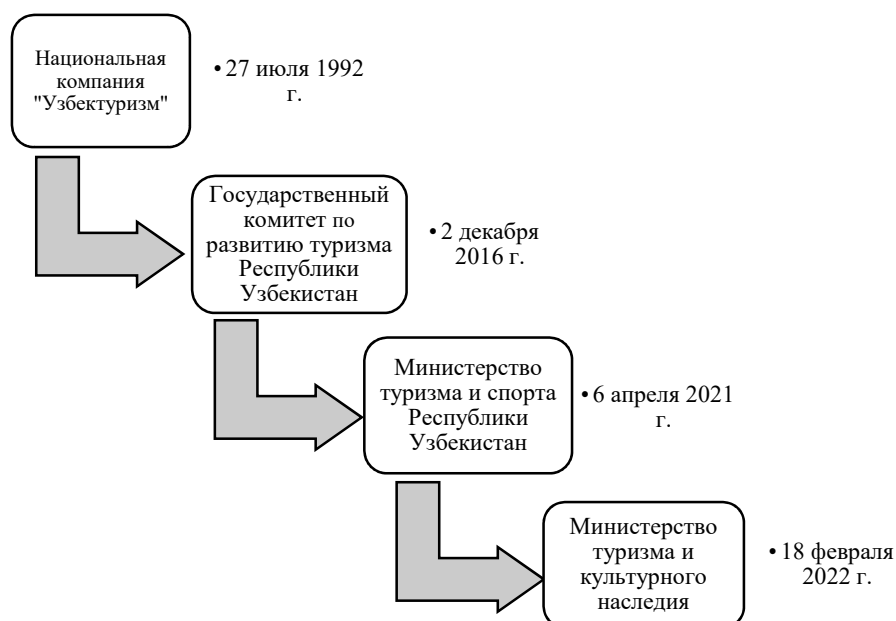 Национальная
компания
"Узбектуризм"
• 27 июля 1992
г.
Государственный
комитет по
развитию туризма
Республики
Узбекистан
• 2 декабря
2016 г.
Министерство
туризма и спорта
Республики
Узбекистан
• 6 апреля 2021
г.
Министерство
туризма и
культурного
наследия
• 18 февраля
2022 г.